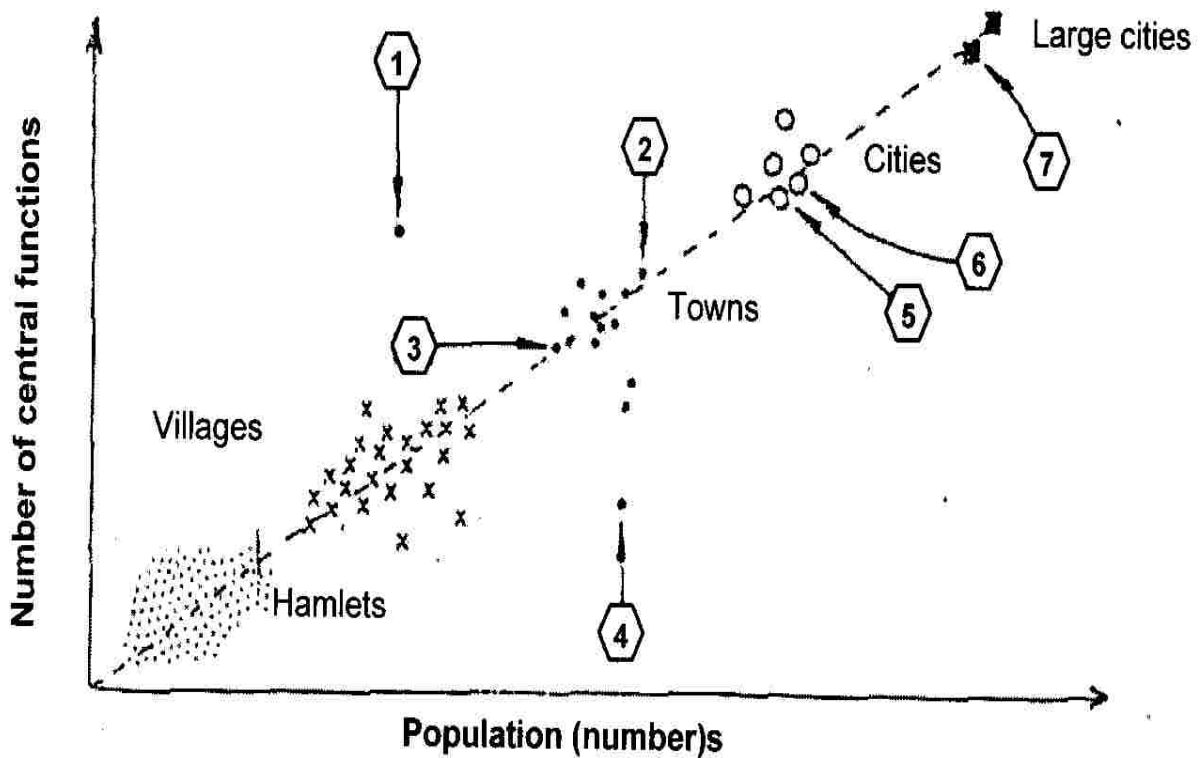 Large cities
1
2
7
Cities
6
5
Towns
3
Villages
Hamlets
4
Number of central functions
Population (number)s